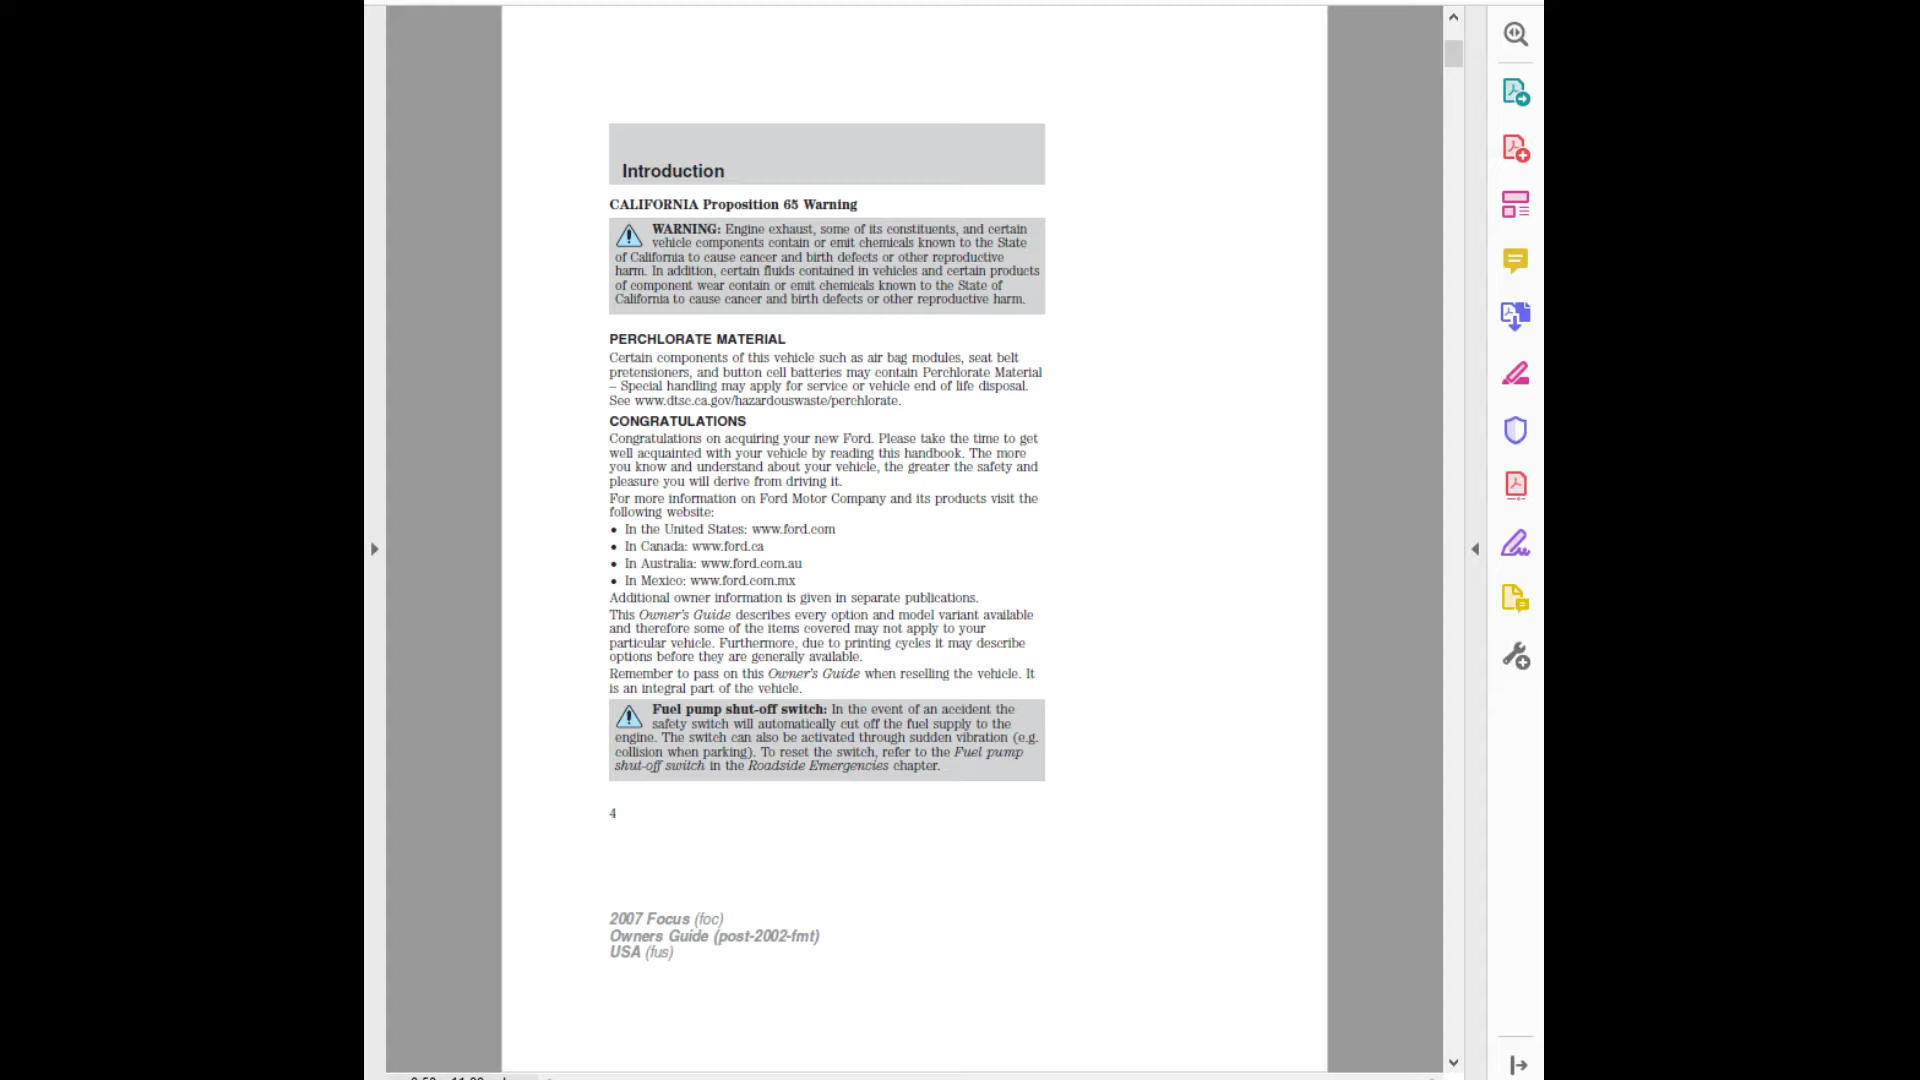 Introduction
CALIFORNIA Proposition 65 Warning
WARNING: Engine exhaust, some of its constituents, and certain
vehicle components contain or emit chemicals known to the State
of California to cause cancer and birth defects or other reproductive
harm. In addition, certain fluids contained in vehicles and certain products
of component wear contain or emit chemicals known to the State of
California to cause cancer and birth defects or other reproductive harm.
PERCHLORATE MATERIAL
Certain components of this vehicle such as air bag modules, seat belt
pretensioners, and button cell batteries may contain Perchlorate Material
– Special handling may apply for service or vehicle end of life disposal.
See www.dtsc.ca.gov/hazardouswaste/perchlorate.
CONGRATULATIONS
Congratulations on acquiring your new Ford. Please take the time to get
well acquainted with your vehicle by reading this handbook. The more
you know and understand about your vehicle, the greater the safety and
pleasure you will derive from driving it.
For more information on Ford Motor Company and its products visit the
following website:
• In the United States: www.ford.com
• In Canada: www.ford.ca
• In Australia: www.ford.com.au
• In Mexico: www.ford.com.mx
Additional owner information is given in separate publications.
This Owner's Guide describes every option and model variant available
and therefore some of the items covered may not apply to your
particular vehicle. Furthermore, due to printing cycles it may describe
options before they are generally available.
Remember to pass on this Owner's Guide when reselling the vehicle. It
is an integral part of the vehicle.
Fuel pump shut-off switch: In the event of an accident the
safety switch will automatically cut off the fuel supply to the
engine. The switch can also be activated through sudden vibration (e.g.
collision when parking). To reset the switch, refer to the Fuel pump
shut-off switch in the Roadside Emergencies chapter.
4
2007 Focus (foc)
Owners Guide (post-2002-fmt)
USA (fus)